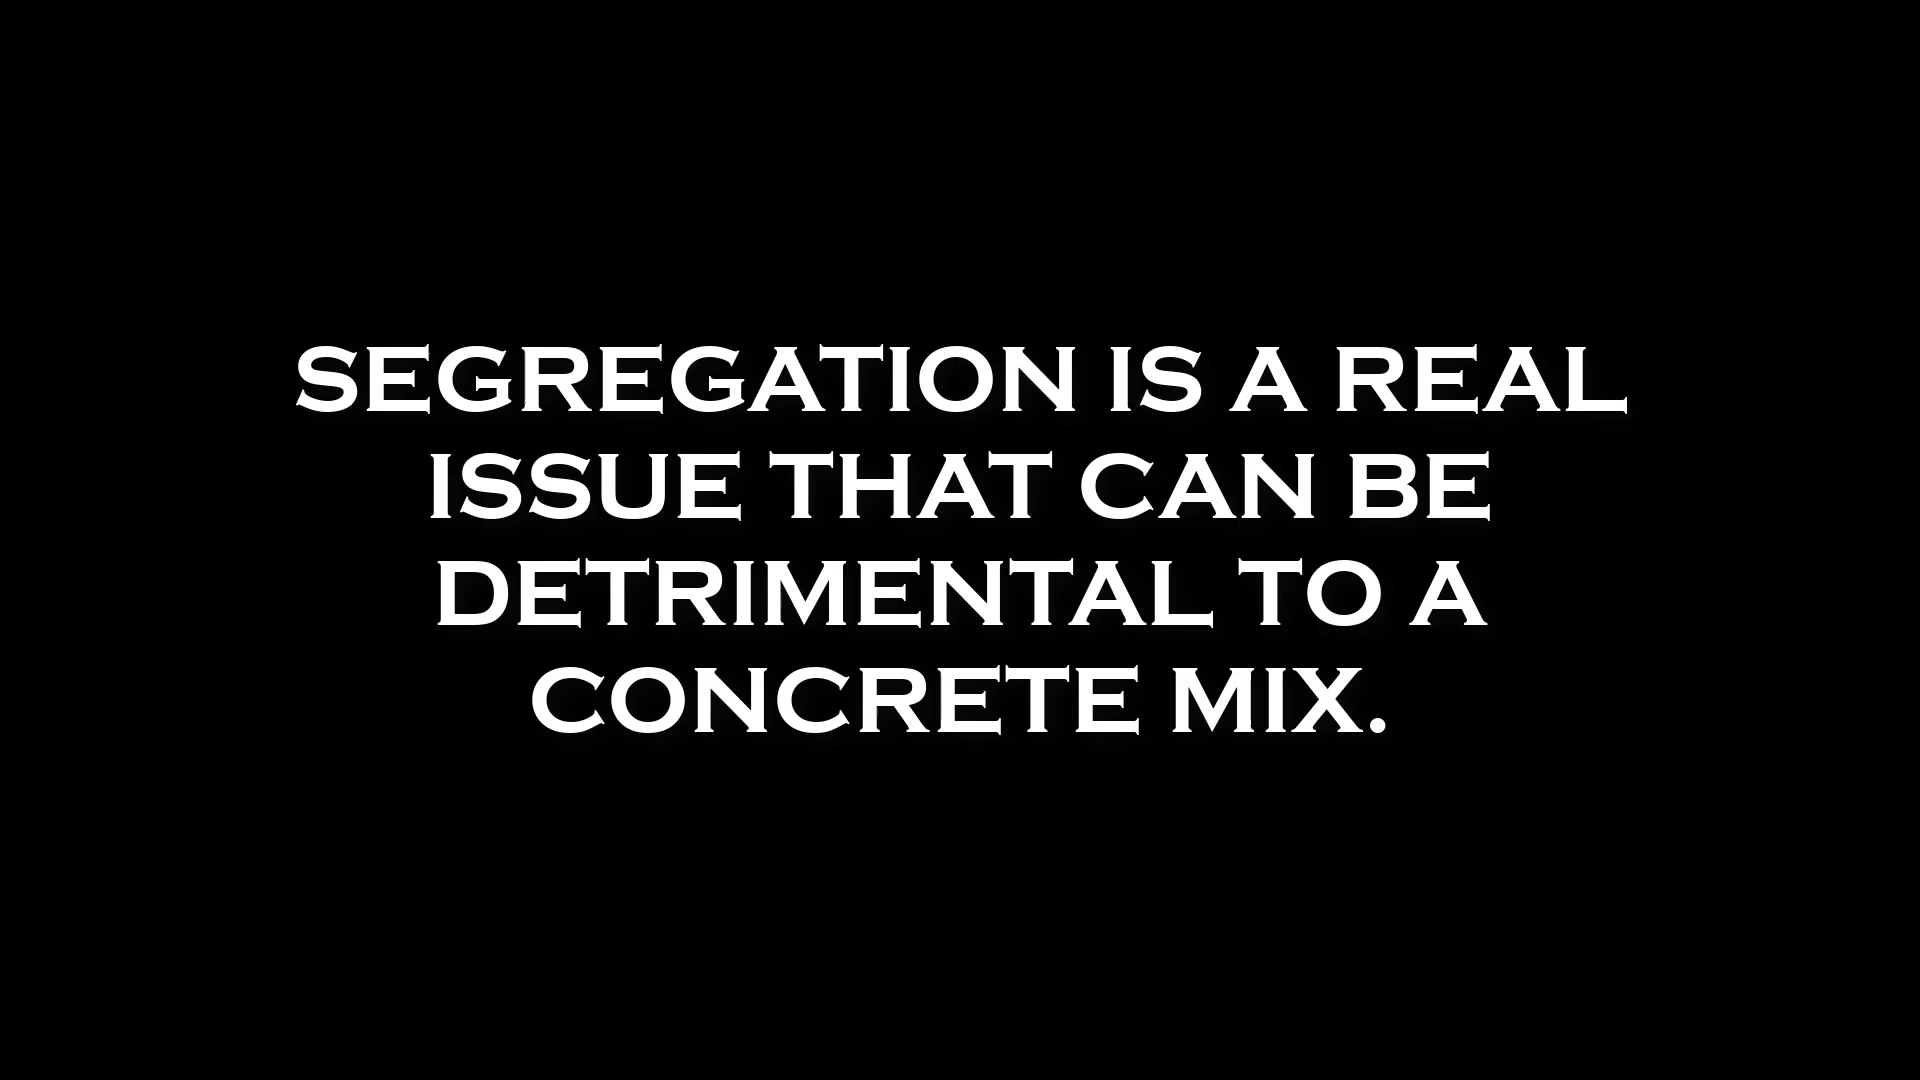 SEGREGATION IS A REAL
ISSUE THAT CAN BE
DETRIMENTAL TO A
CONCRETE MIX.